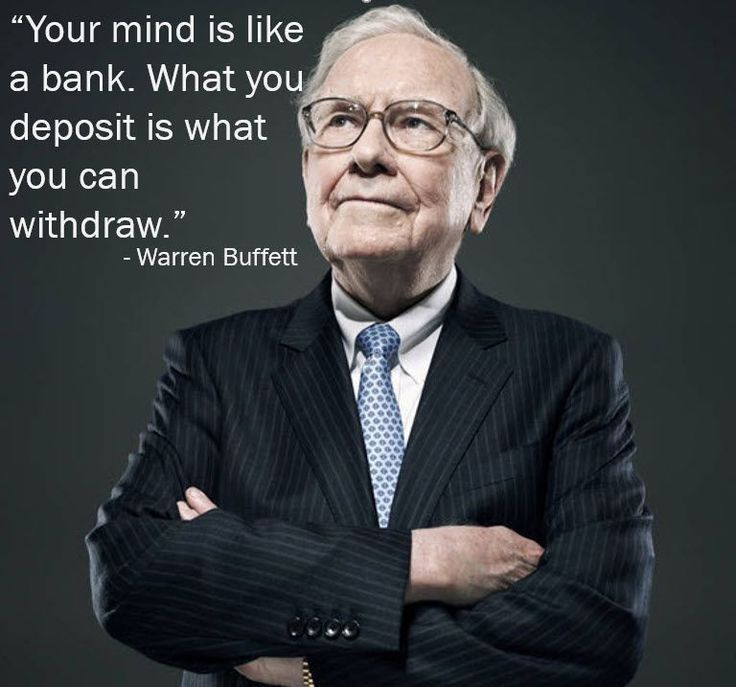 “Your mind is like
a bank. What you
deposit is what
you can
withdraw.”
- Warren Buffett